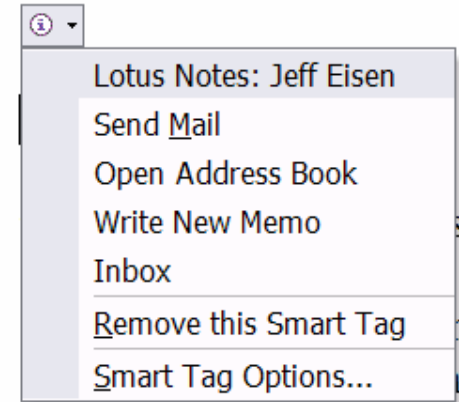 Lotus Notes: Jeff Eisen
Send Mail
Open Address Book
Write New Memo
Inbox
Remove this Smart Tag
Smart Tag Options...